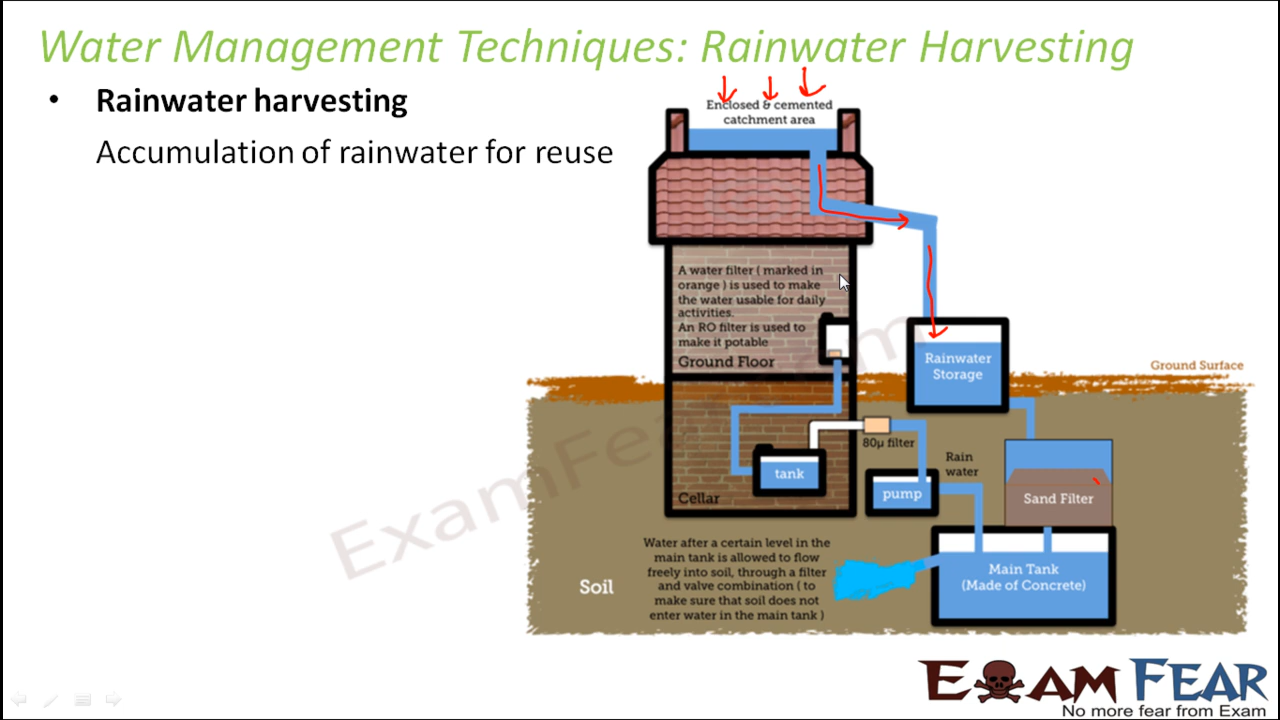 Water Management Techniques: Rainwater Harvesting
• Rainwater harvesting
Accumulation of rainwater for reuse
Enclosed & cemented
catchment area
A water filter ( marked in
orange ) is used to make
the water usable for daily
activities.
An RO filter is used to
make it potable
Ground Floor
Rainwater
Storage
Ground Surface
80µ filter
Rain
water
tank
pump
Sand Filter
Cellar
Water after a certain level in the
main tank is allowed to flow
freely into soil, through a filter
and valve combination ( to
make sure that soil does not
enter water in the main tank )
Soil
Main Tank
(Made of Concrete)
ExamFear.com
EXAM FEAR
No more fear from Exam